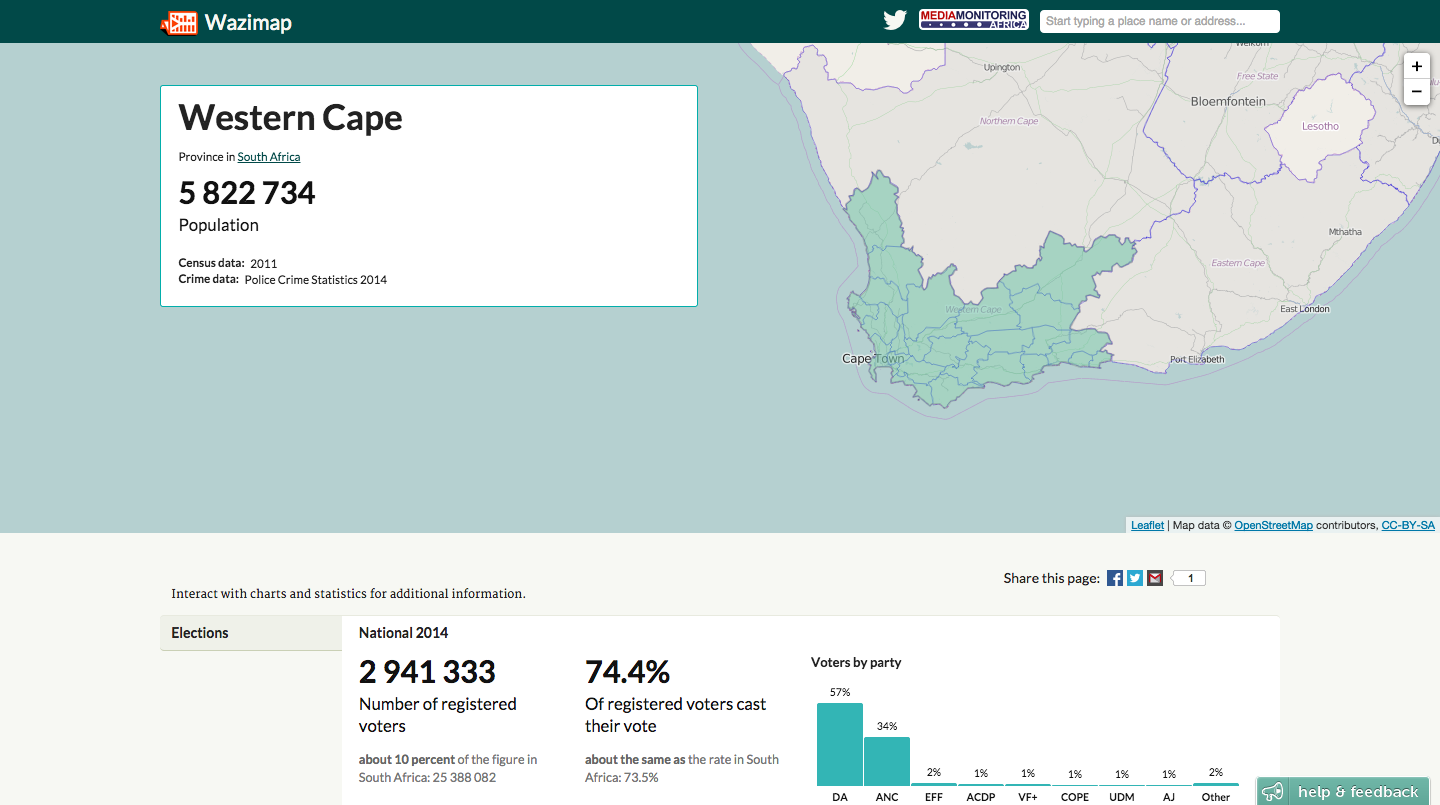 Wazimap
MEDIAMONITORING
AFRICA
Start typing a place name or address...
Western Cape
Province in South Africa
5 822 734
Population
Census data: 2011
Crime data: Police Crime Statistics 2014
+
−
Welkom
Upington
Free State
Bloemfontein
Lesotho
Northern Cape
Mthatha
Eastern Cape
East London
Western Cape
Cape Town
Port Elizabeth
Leaflet | Map data © OpenStreetMap contributors, CC-BY-SA
Share this page:
1
Interact with charts and statistics for additional information.
Elections
National 2014
2 941 333
Number of registered
voters
about 10 percent of the figure in
South Africa: 25 388 082
74.4%
Of registered voters cast
their vote
about the same as the rate in South
Africa: 73.5%
Voters by party
57%
34%
2%
1%
1%
1%
1%
1%
2%
DA
ANC
EFF
ACDP
VF+
COPE
UDM
AJ
Other
help & feedback